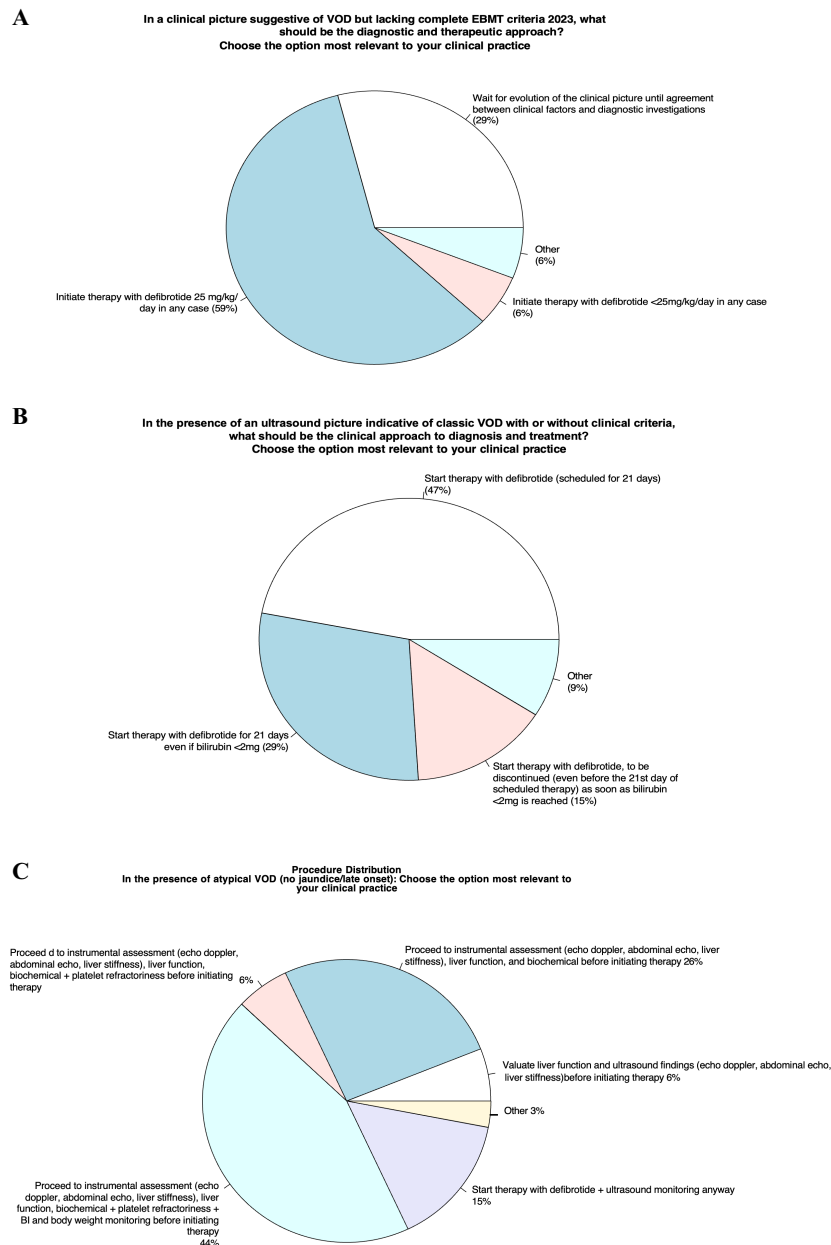 A
In a clinical picture suggestive of VOD but lacking complete EBMT criteria 2023, what
should be the diagnostic and therapeutic approach?
Choose the option most relevant to your clinical practice
Wait for evolution of the clinical picture until agreement
between clinical factors and diagnostic investigations
(29%)
Other
(6%)
Initiate therapy with defibrotide 25 mg/kg/
day in any case (59%)
Initiate therapy with defibrotide <25mg/kg/day in any case
(6%)
B
In the presence of an ultrasound picture indicative of classic VOD with or without clinical criteria,
what should be the clinical approach to diagnosis and treatment?
Choose the option most relevant to your clinical practice
Start therapy with defibrotide (scheduled for 21 days)
(47%)
Other
(9%)
Start therapy with defibrotide for 21 days
even if bilirubin <2mg (29%)
Start therapy with defibrotide, to be
discontinued (even before the 21st day of
scheduled therapy) as soon as bilirubin
<2mg is reached (15%)
C
Procedure Distribution
In the presence of atypical VOD (no jaundice/late onset): Choose the option most relevant to
your clinical practice
Proceed d to instrumental assessment (echo doppler,
abdominal echo, liver stiffness), liver function,
biochemical + platelet refractoriness before initiating
therapy
6%
Proceed to instrumental assessment (echo doppler, abdominal echo, liver
stiffness), liver function, and biochemical before initiating therapy 26%
Valuate liver function and ultrasound findings (echo doppler, abdominal echo,
liver stiffness)before initiating therapy 6%
Other 3%
Start therapy with defibrotide + ultrasound monitoring anyway
15%
Proceed to instrumental assessment (echo
doppler, abdominal echo, liver stiffness), liver
function, biochemical + platelet refractoriness +
BI and body weight monitoring before initiating
therapy
44%